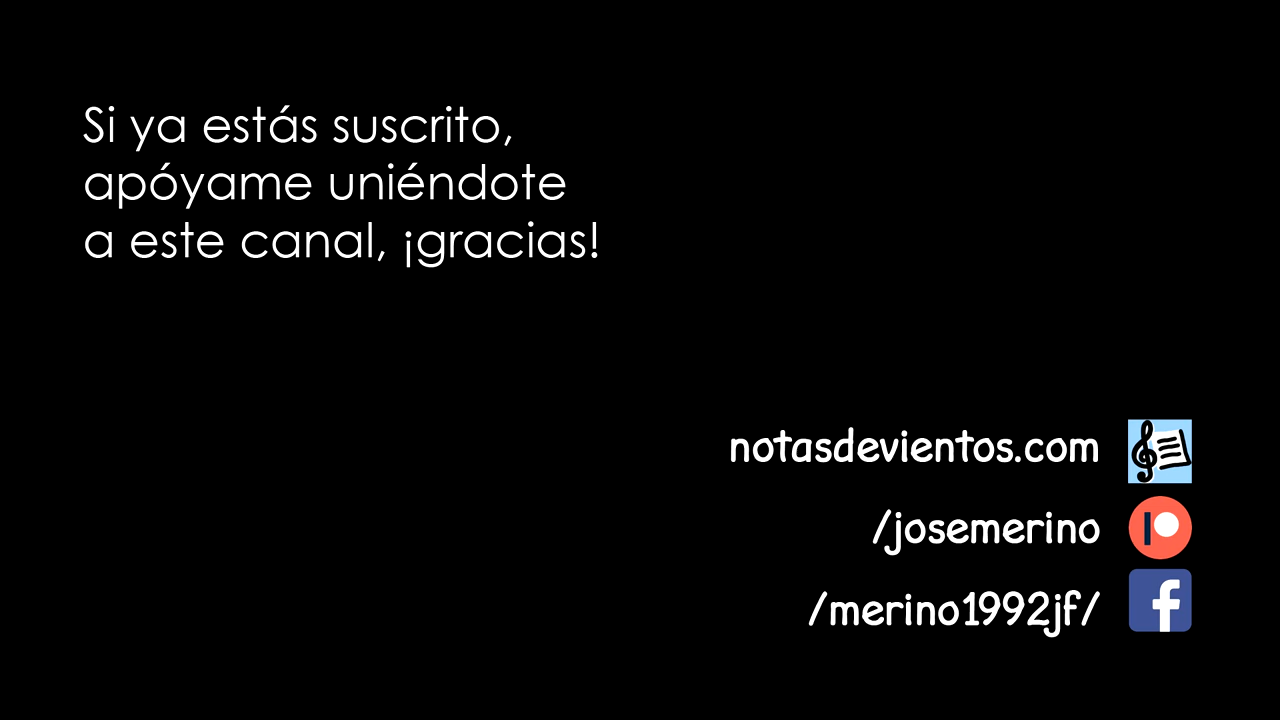 Si ya estás suscrito,
apóyame uniéndote
a este canal, ¡gracias!
notasdevientos.com
/josemerino
/merino1992jf/